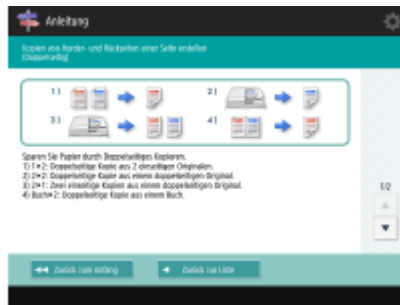 Anleitung
Kopien von Vorder- und Rückseiten einer Seite erstellen
(Doppelseitig)
1) 2)
3) 4)
Sparen Sie Papier durch Doppelseitiges Kopieren.
1) 1►2: Doppelseitige Kopie aus 2 einseitigen Originalen.
2) 2►2: Doppelseitige Kopie aus einem doppelseitigen Original.
3) 2►1: Zwei einseitige Kopien aus einem doppelseitigen Original.
4) Buch►2: Doppelseitige Kopie aus einem Buch.
1/2
Zurück zum Anfang
Zurück zur Liste